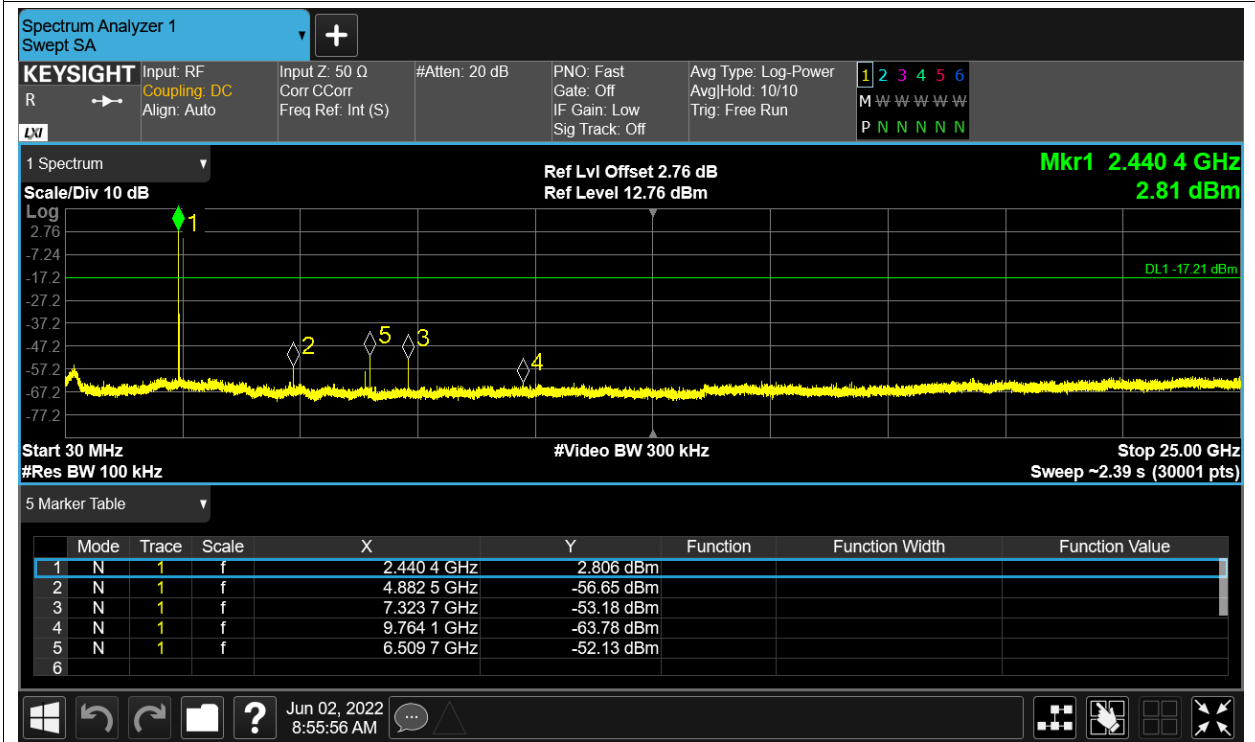 Spectrum Analyzer 1
Swept SA
+
KEYSIGHT
R
LXI
Input: RF
Coupling: DC
Align: Auto
Input Z: 50 Ω
Corr CCorr
Freq Ref: Int (S)
#Atten: 20 dB
PNO: Fast
Gate: Off
IF Gain: Low
Sig Track: Off
Avg Type: Log-Power
Avg|Hold: 10/10
Trig: Free Run
1 2 3 4 5 6
M W W W W W
P N N N N N
1 Spectrum
Scale/Div 10 dB
Ref Lvl Offset 2.76 dB
Ref Level 12.76 dBm
Mkr1 2.440 4 GHz
2.81 dBm
Log
2.76
-7.24
-17.2
-27.2
-37.2
-47.2
-57.2
-67.2
-77.2
1
2
5
3
4
DL1 -17.21 dBm
Start 30 MHz
#Video BW 300 kHz
Stop 25.00 GHz
#Res BW 100 kHz
Sweep ~2.39 s (30001 pts)
5 Marker Table
Mode Trace Scale X Y Function Function Width Function Value
1 N 1 f 2.440 4 GHz 2.806 dBm
2 N 1 f 4.882 5 GHz -56.65 dBm
3 N 1 f 7.323 7 GHz -53.18 dBm
4 N 1 f 9.764 1 GHz -63.78 dBm
5 N 1 f 6.509 7 GHz -52.13 dBm
6
?
Jun 02, 2022
8:55:56 AM